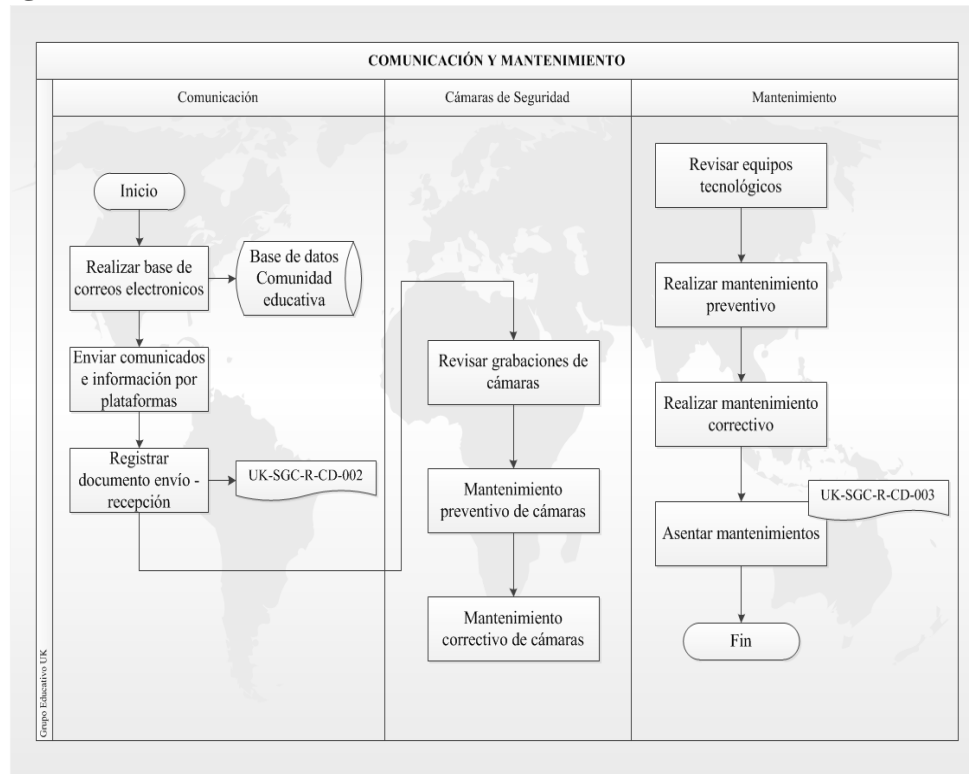 COMUNICACIÓN Y MANTENIMIENTO
Comunicación
Inicio
Realizar base de
correos electronicos
Base de datos
Comunidad
educativa
Enviar comunicados
e información por
plataformas
Registrar
documento envío -
recepción
UK-SGC-R-CD-002
Cámaras de Seguridad
Revisar grabaciones de
cámaras
Mantenimiento
preventivo de cámaras
Mantenimiento
correctivo de cámaras
Mantenimiento
Revisar equipos
tecnológicos
Realizar mantenimiento
preventivo
Realizar mantenimiento
correctivo
UK-SGC-R-CD-003
Asentar mantenimientos
Fin
Grupo Educativo UK